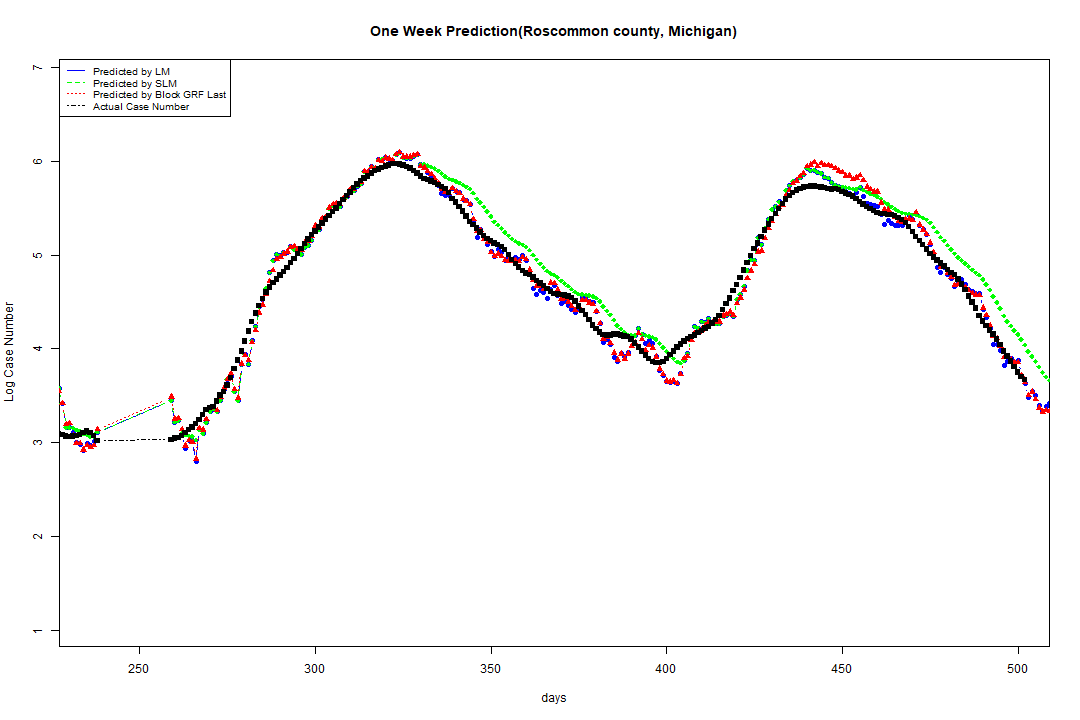 One Week Prediction(Roscommon county, Michigan)
Predicted by LM
Predicted by SLM
Predicted by Block GRF Last
Actual Case Number
7
6
5
4
3
2
1
Log Case Number
250 300 350 400 450 500
days